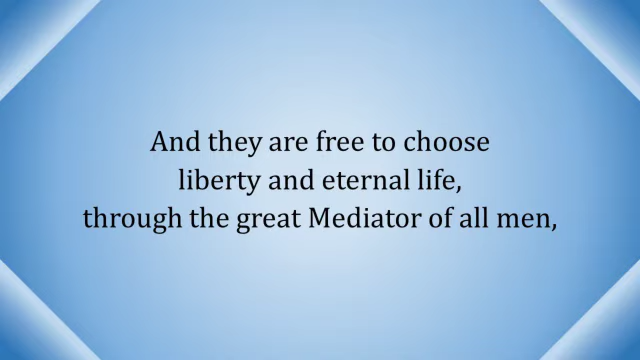 And they are free to choose
liberty and eternal life,
through the great Mediator of all men,